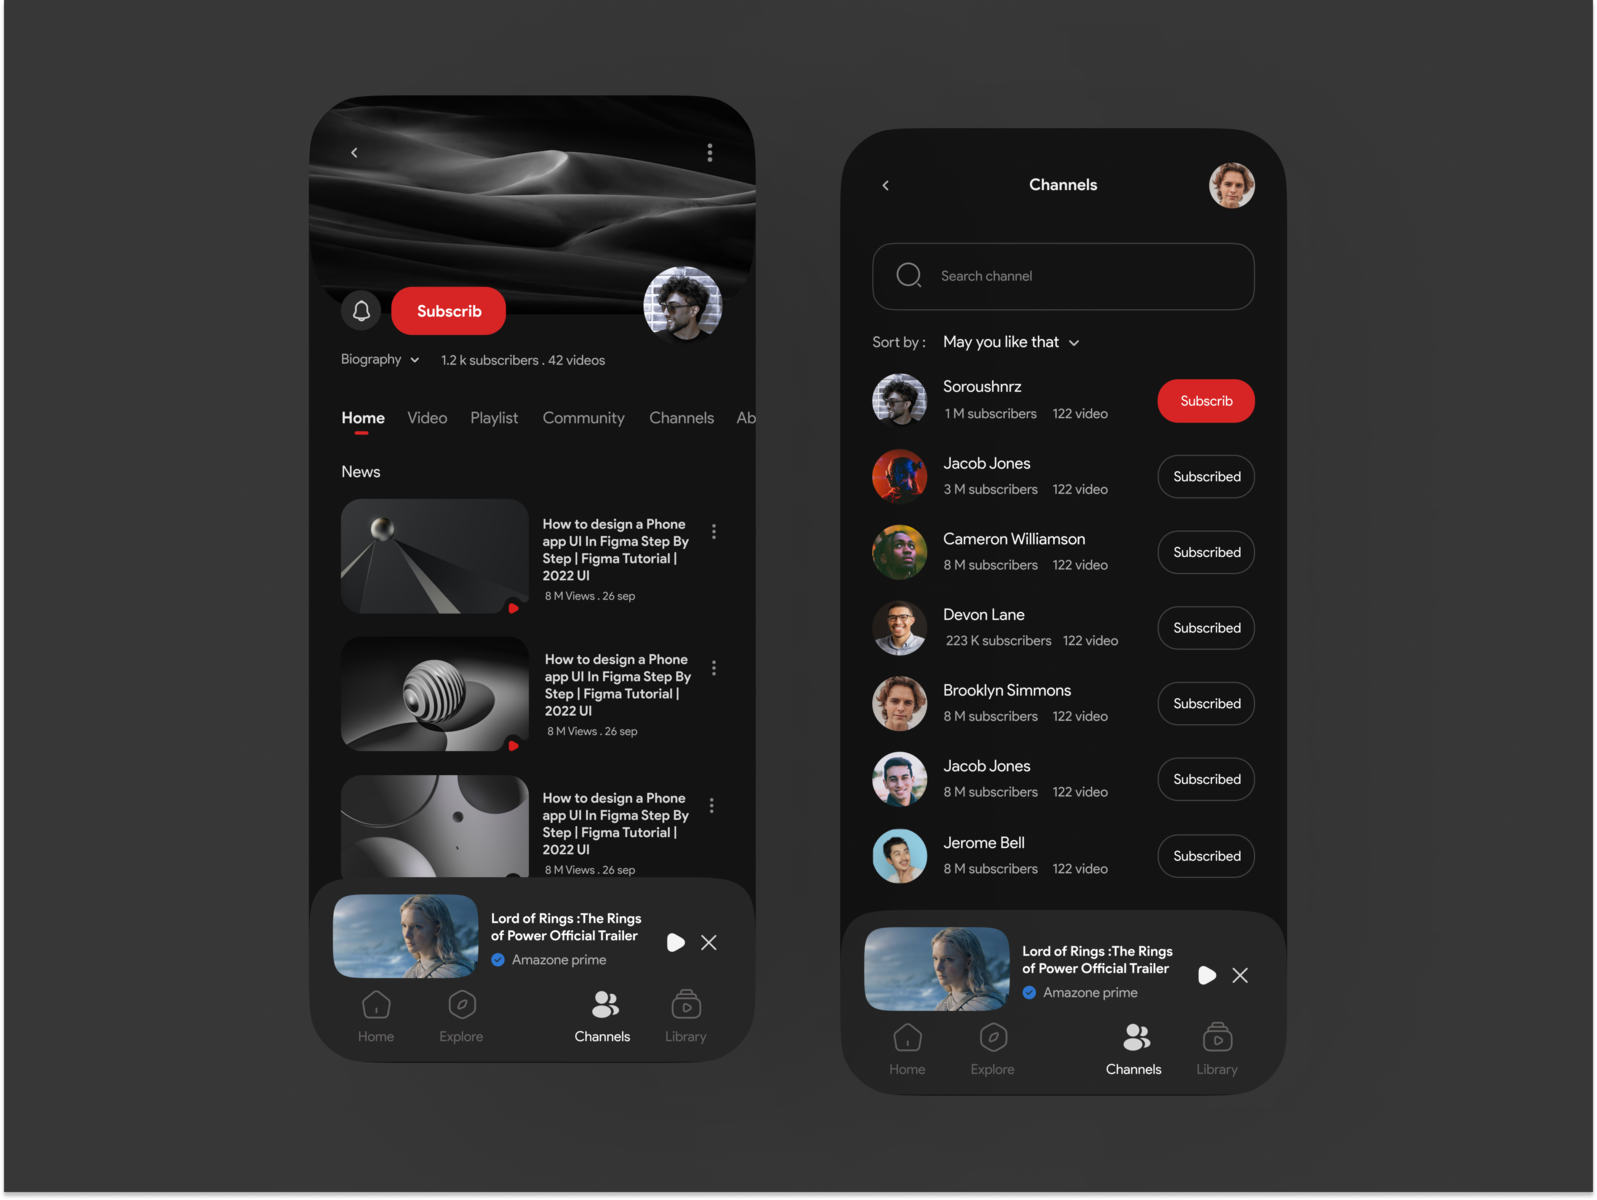 Subscrib
Biography
1.2 k subscribers . 42 videos
Home Video Playlist Community Channels Ab
News
How to design a Phone
app UI In Figma Step By
Step | Figma Tutorial |
2022 UI
8 M Views . 26 sep
How to design a Phone
app UI In Figma Step By
Step | Figma Tutorial |
2022 UI
8 M Views . 26 sep
How to design a Phone
app UI In Figma Step By
Step | Figma Tutorial |
2022 UI
8 M Views . 26 sep
Lord of Rings :The Rings
of Power Official Trailer
Amazone prime
Home Explore Channels Library
Channels
Search channel
Sort by : May you like that
Soroushnrz
1 M subscribers 122 video
Subscrib
Jacob Jones
3 M subscribers 122 video
Subscribed
Cameron Williamson
8 M subscribers 122 video
Subscribed
Devon Lane
223 K subscribers 122 video
Subscribed
Brooklyn Simmons
8 M subscribers 122 video
Subscribed
Jacob Jones
8 M subscribers 122 video
Subscribed
Jerome Bell
8 M subscribers 122 video
Subscribed
Lord of Rings :The Rings
of Power Official Trailer
Amazone prime
Home Explore Channels Library